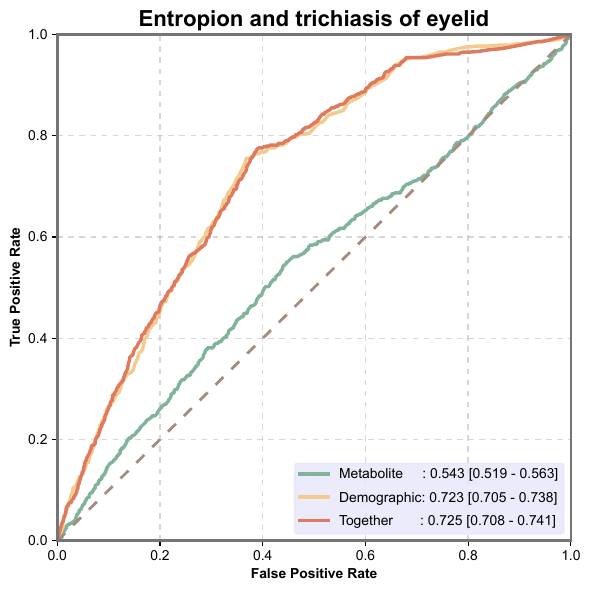 Entropion and trichiasis of eyelid
1.0
0.8
0.6
0.4
0.2
0.0
True Positive Rate
Metabolite : 0.543 [0.519 - 0.563]
Demographic: 0.723 [0.705 - 0.738]
Together : 0.725 [0.708 - 0.741]
0.0 0.2 0.4 0.6 0.8 1.0
False Positive Rate